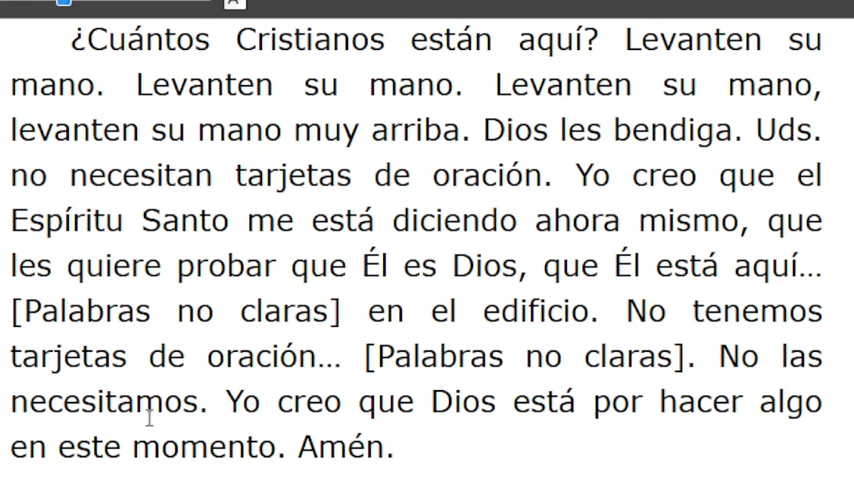 ¿Cuántos Cristianos están aquí? Levanten su
mano. Levanten su mano. Levanten su mano,
levanten su mano muy arriba. Dios les bendiga. Uds.
no necesitan tarjetas de oración. Yo creo que el
Espíritu Santo me está diciendo ahora mismo, que
les quiere probar que Él es Dios, que Él está aquí...
[Palabras no claras] en el edificio. No tenemos
tarjetas de oración... [Palabras no claras]. No las
necesitamos. Yo creo que Dios está por hacer algo
en este momento. Amén.